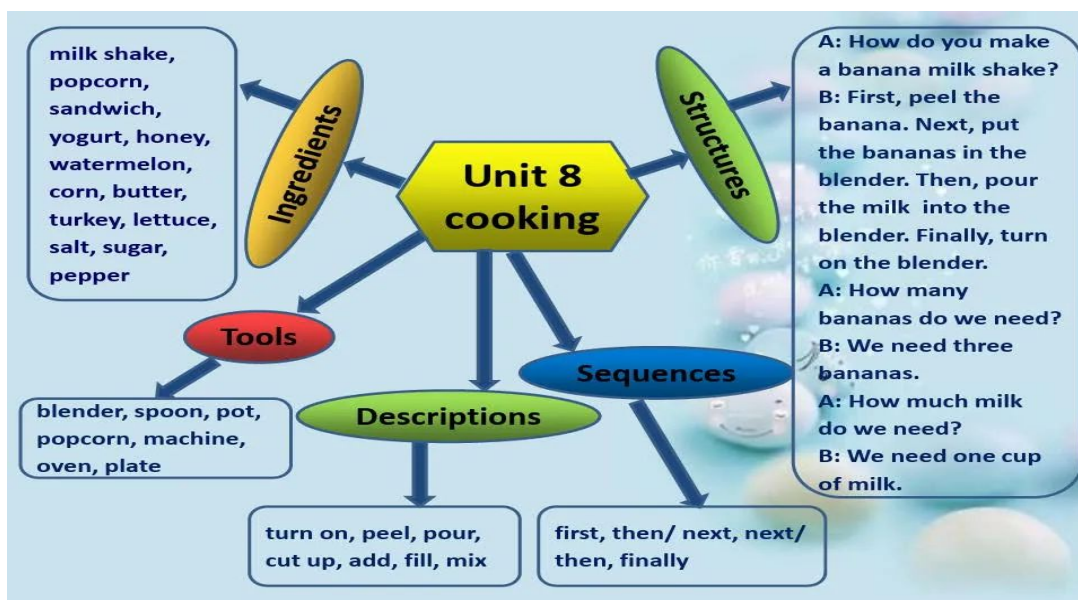 Unit 8
cooking
Ingredients
milk shake,
popcorn,
sandwich,
yogurt, honey,
watermelon,
corn, butter,
turkey, lettuce,
salt, sugar,
pepper
Structures
A: How do you make
a banana milk shake?
B: First, peel the
banana. Next, put
the bananas in the
blender. Then, pour
the milk into the
blender. Finally, turn
on the blender.
A: How many
bananas do we need?
B: We need three
bananas.
A: How much milk
do we need?
B: We need one cup
of milk.
Tools
blender, spoon, pot,
popcorn, machine,
oven, plate
Descriptions
turn on, peel, pour,
cut up, add, fill, mix
Sequences
first, then/ next, next/
then, finally